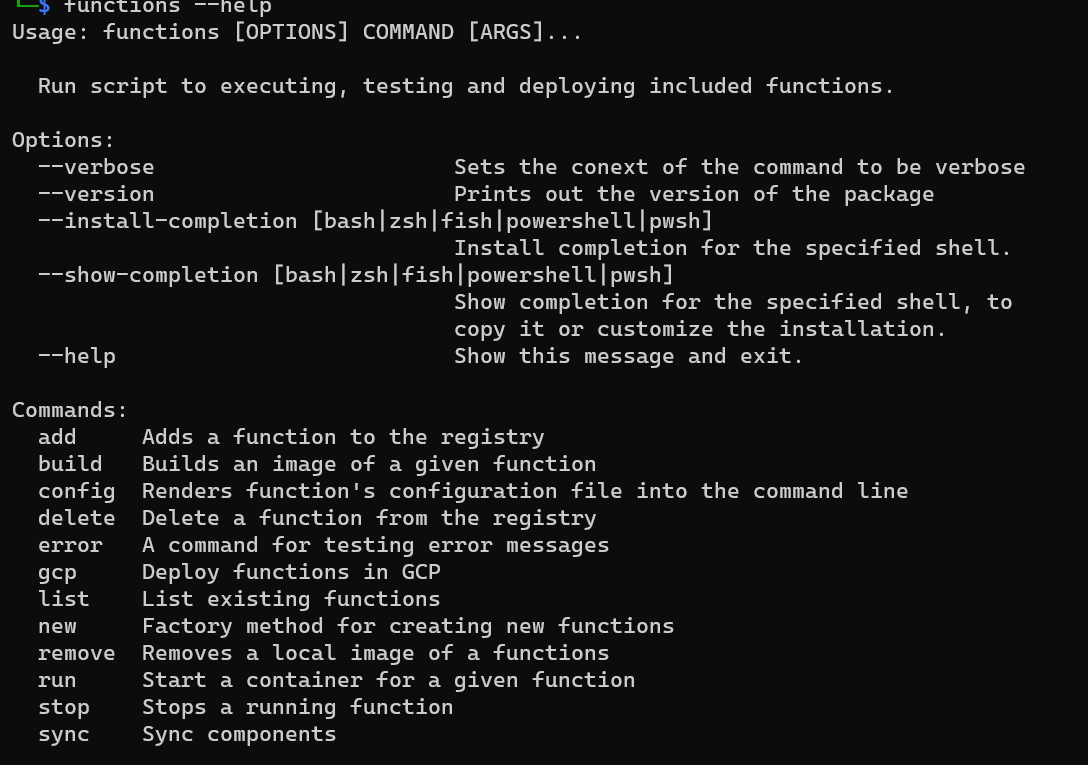 └─$ functions --help
Usage: functions [OPTIONS] COMMAND [ARGS]...
Run script to executing, testing and deploying included functions.
Options:
--verbose Sets the conext of the command to be verbose
--version Prints out the version of the package
--install-completion [bash|zsh|fish|powershell|pwsh]
Install completion for the specified shell.
--show-completion [bash|zsh|fish|powershell|pwsh]
Show completion for the specified shell, to
copy it or customize the installation.
--help Show this message and exit.
Commands:
add Adds a function to the registry
build Builds an image of a given function
config Renders function's configuration file into the command line
delete Delete a function from the registry
error A command for testing error messages
gcp Deploy functions in GCP
list List existing functions
new Factory method for creating new functions
remove Removes a local image of a functions
run Start a container for a given function
stop Stops a running function
sync Sync components